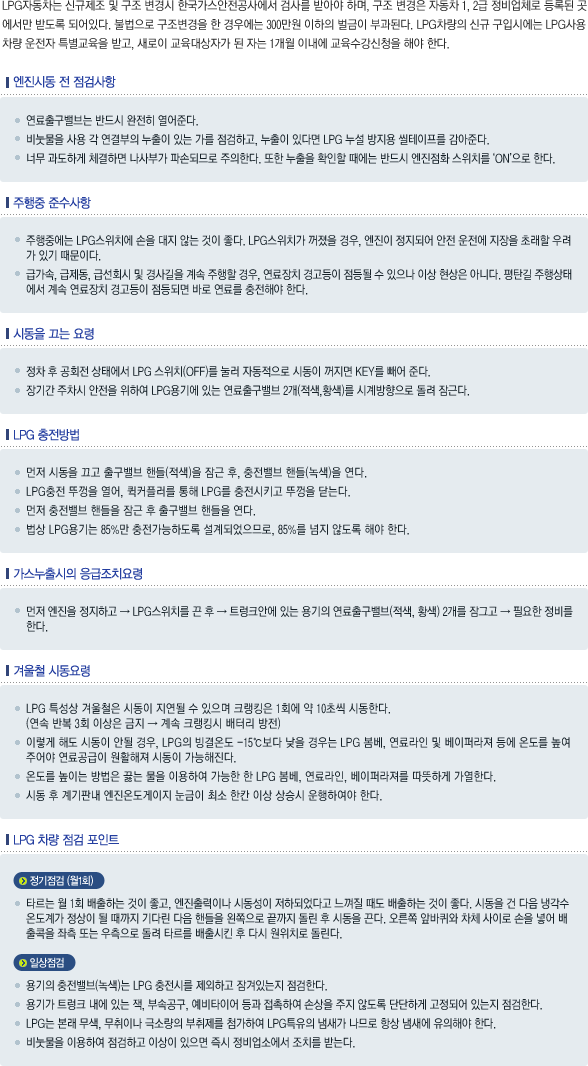 LPG자동차는 신규제조 및 구조 변경시 한국가스안전공사에서 검사를 받아야 하며, 구조 변경은 자동차 1, 2급 정비업체로 등록된 곳
에서만 받도록 되어있다. 불법으로 구조변경을 한 경우에는 300만원 이하의 벌금이 부과된다. LPG차량의 신규 구입시에는 LPG사용
차량 운전자 특별교육을 받고, 새로이 교육대상자가 된 자는 1개월 이내에 교육수강신청을 해야 한다.
엔진시동 전 점검사항
연료출구밸브는 반드시 완전히 열어준다.
비눗물을 사용 각 연결부의 누출이 있는 가를 점검하고, 누출이 있다면 LPG 누설 방지용 씰테이프를 감아준다.
너무 과도하게 체결하면 나사부가 파손되므로 주의한다. 또한 누출을 확인할 때에는 반드시 엔진점화 스위치를 ‘ON’으로 한다.
주행중 준수사항
주행중에는 LPG스위치에 손을 대지 않는 것이 좋다. LPG스위치가 꺼졌을 경우, 엔진이 정지되어 안전 운전에 지장을 초래할 우려
가 있기 때문이다.
급가속, 급제동, 급선회시 및 경사길을 계속 주행할 경우, 연료장치 경고등이 점등될 수 있으나 이상 현상은 아니다. 평탄길 주행상태
에서 계속 연료장치 경고등이 점등되면 바로 연료를 충전해야 한다.
시동을 끄는 요령
정차 후 공회전 상태에서 LPG 스위치(OFF)를 눌러 자동적으로 시동이 꺼지면 KEY를 빼어 준다.
장기간 주차시 안전을 위하여 LPG용기에 있는 연료출구밸브 2개(적색,황색)를 시계방향으로 돌려 잠근다.
LPG 충전방법
먼저 시동을 끄고 출구밸브 핸들(적색)을 잠근 후, 충전밸브 핸들(녹색)을 연다.
LPG충전 뚜껑을 열어, 퀵커플러를 통해 LPG를 충전시키고 뚜껑을 닫는다.
먼저 충전밸브 핸들을 잠근 후 출구밸브 핸들을 연다.
법상 LPG용기는 85%만 충전가능하도록 설계되었으므로, 85%를 넘지 않도록 해야 한다.
가스누출시의 응급조치요령
먼저 엔진을 정지하고 → LPG스위치를 끈 후 → 트렁크안에 있는 용기의 연료출구밸브(적색, 황색) 2개를 잠그고 → 필요한 정비를
한다.
겨울철 시동요령
LPG 특성상 겨울철은 시동이 지연될 수 있으며 크랭킹은 1회에 약 10초씩 시동한다.
(연속 반복 3회 이상은 금지 → 계속 크랭킹시 배터리 방전)
이렇게 해도 시동이 안될 경우, LPG의 빙결온도 -15℃보다 낮을 경우는 LPG 봄베, 연료라인 및 베이퍼라져 등에 온도를 높여
주어야 연료공급이 원활해져 시동이 가능해진다.
온도를 높이는 방법은 끓는 물을 이용하여 가능한 한 LPG 봄베, 연료라인, 베이퍼라져를 따뜻하게 가열한다.
시동 후 계기판내 엔진온도게이지 눈금이 최소 한칸 이상 상승시 운행하여야 한다.
LPG 차량 점검 포인트
정기점검 (월1회)
타르는 월 1회 배출하는 것이 좋고, 엔진출력이나 시동성이 저하되었다고 느껴질 때도 배출하는 것이 좋다. 시동을 건 다음 냉각수
온도계가 정상이 될 때까지 기다린 다음 핸들을 왼쪽으로 끝까지 돌린 후 시동을 끈다. 오른쪽 앞바퀴와 차체 사이로 손을 넣어 배
출콕을 좌측 또는 우측으로 돌려 타르를 배출시킨 후 다시 원위치로 돌린다.
일상점검
용기의 충전밸브(녹색)는 LPG 충전시를 제외하고 잠겨있는지 점검한다.
용기가 트렁크 내에 있는 잭, 부속공구, 예비타이어 등과 접촉하여 손상을 주지 않도록 단단하게 고정되어 있는지 점검한다.
LPG는 본래 무색, 무취이나 극소량의 부취제를 첨가하여 LPG특유의 냄새가 나므로 항상 냄새에 유의해야 한다.
비눗물을 이용하여 점검하고 이상이 있으면 즉시 정비업소에서 조치를 받는다.